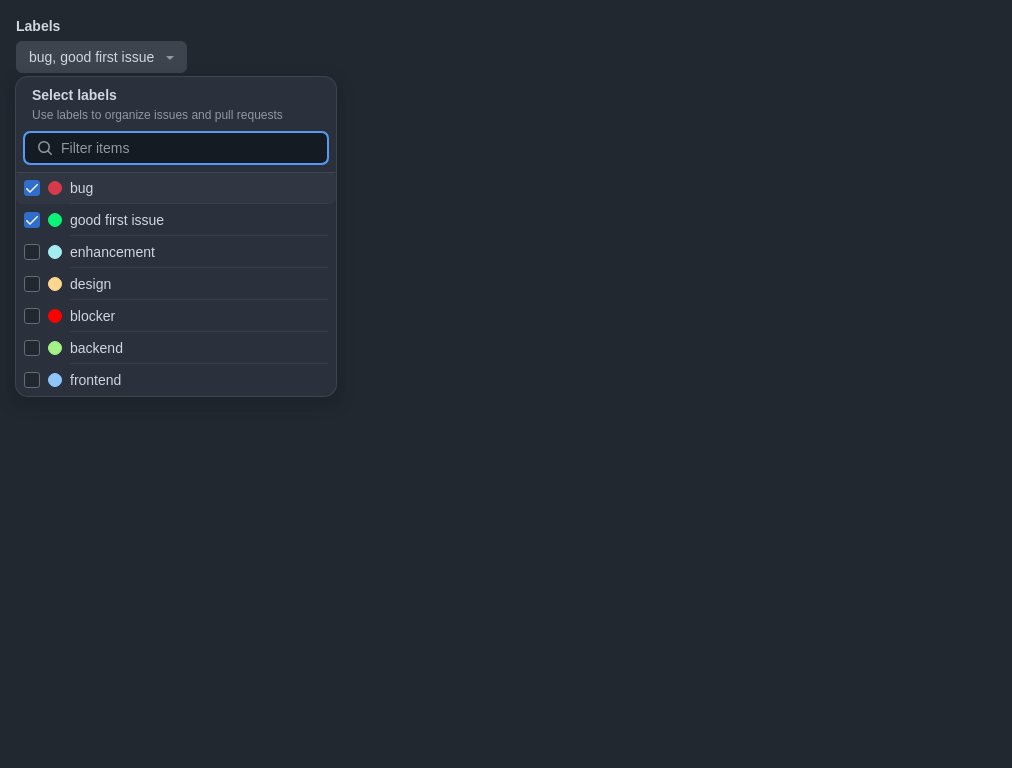 Labels
bug, good first issue
Select labels
Use labels to organize issues and pull requests
Filter items
bug
good first issue
enhancement
design
blocker
backend
frontend